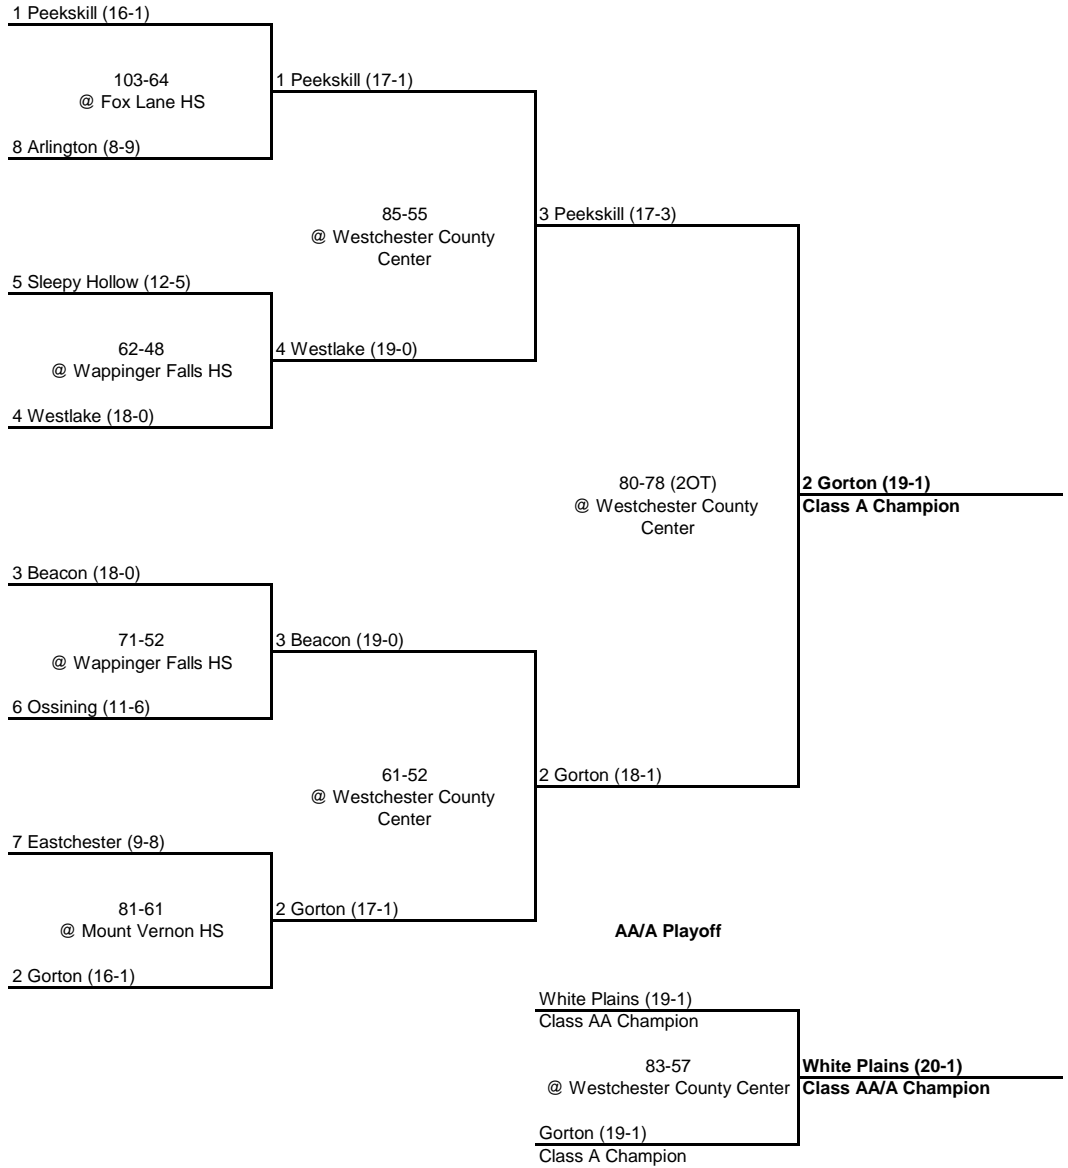 1 Peekskill (16-1)
103-64
@ Fox Lane HS
1 Peekskill (17-1)
8 Arlington (8-9)
85-55
@ Westchester County
Center
3 Peekskill (17-3)
5 Sleepy Hollow (12-5)
62-48
@ Wappinger Falls HS
4 Westlake (19-0)
4 Westlake (18-0)
80-78 (2OT)
@ Westchester County
Center
2 Gorton (19-1)
Class A Champion
3 Beacon (18-0)
71-52
@ Wappinger Falls HS
3 Beacon (19-0)
6 Ossining (11-6)
61-52
@ Westchester County
Center
2 Gorton (18-1)
7 Eastchester (9-8)
81-61
@ Mount Vernon HS
2 Gorton (17-1)
2 Gorton (16-1)
AA/A Playoff
White Plains (19-1)
Class AA Champion
83-57
@ Westchester County Center
White Plains (20-1)
Class AA/A Champion
Gorton (19-1)
Class A Champion